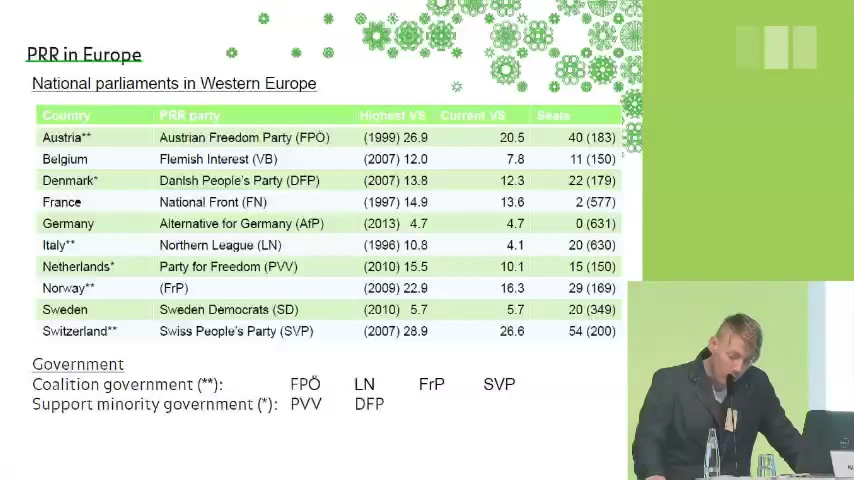 PRR in Europe
National parliaments in Western Europe
Country PRR party Highest VS Current VS Seats
Austria** Austrian Freedom Party (FPÖ) (1999) 26.9 20.5 40 (183)
Belgium Flemish Interest (VB) (2007) 12.0 7.8 11 (150)
Denmark* Danish People's Party (DFP) (2007) 13.8 12.3 22 (179)
France National Front (FN) (1997) 14.9 13.6 2 (577)
Germany Alternative for Germany (AfP) (2013) 4.7 4.7 0 (631)
Italy** Northern League (LN) (1996) 10.8 4.1 20 (630)
Netherlands* Party for Freedom (PVV) (2010) 15.5 10.1 15 (150)
Norway** (FrP) (2009) 22.9 16.3 29 (169)
Sweden Sweden Democrats (SD) (2010) 5.7 5.7 20 (349)
Switzerland** Swiss People's Party (SVP) (2007) 28.9 26.6 54 (200)
Government
Coalition government (**): FPÖ LN FrP SVP
Support minority government (*): PVV DFP